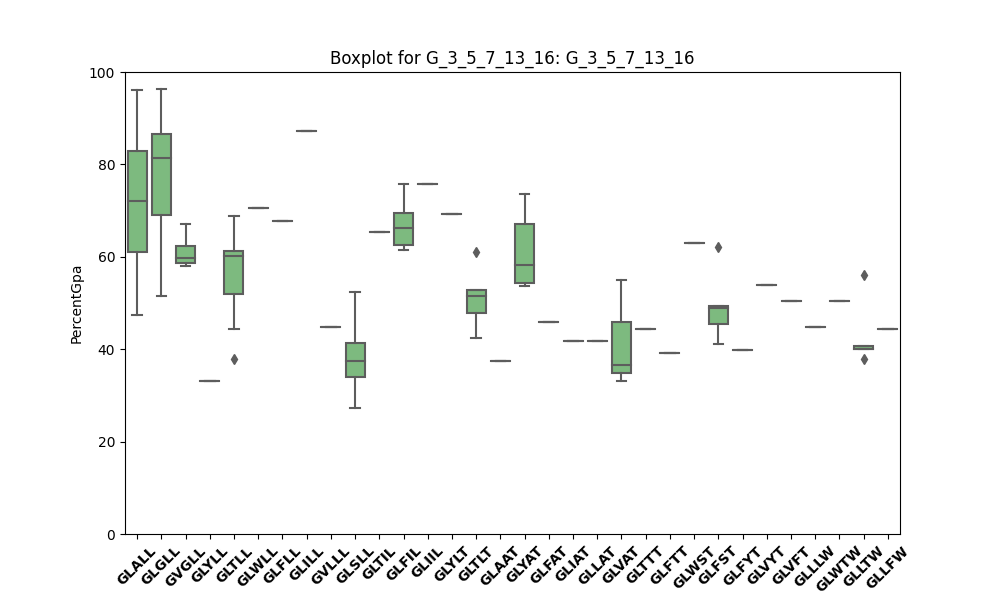 Boxplot for G_3_5_7_13_16: G_3_5_7_13_16
100
80
60
40
20
0
PercentGpa
GLALL
GLGLL
GVGLL
GLYLL
GLTLL
GLWLL
GLFLL
GLILL
GVLLL
GLSLL
GLTIL
GLFIL
GLIIL
GLYLT
GLTLT
GLAAT
GLYAT
GLFAT
GLIAT
GLLAT
GLVAT
GLTTT
GLFTT
GLWST
GLFST
GLFYT
GLVYT
GLVFT
GLLLW
GLWTW
GLLTW
GLLFW